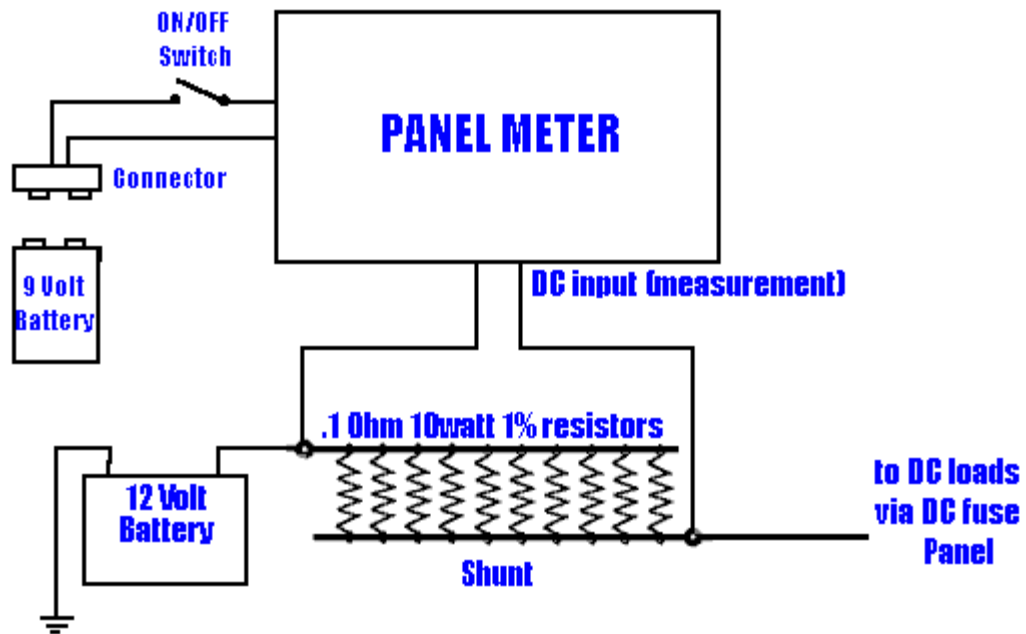 ON/OFF
Switch
PANEL METER
Connector
9 Volt
Battery
DC input (measurement)
.1 Ohm 10watt 1% resistors
12 Volt
Battery
Shunt
to DC loads
via DC fuse
Panel